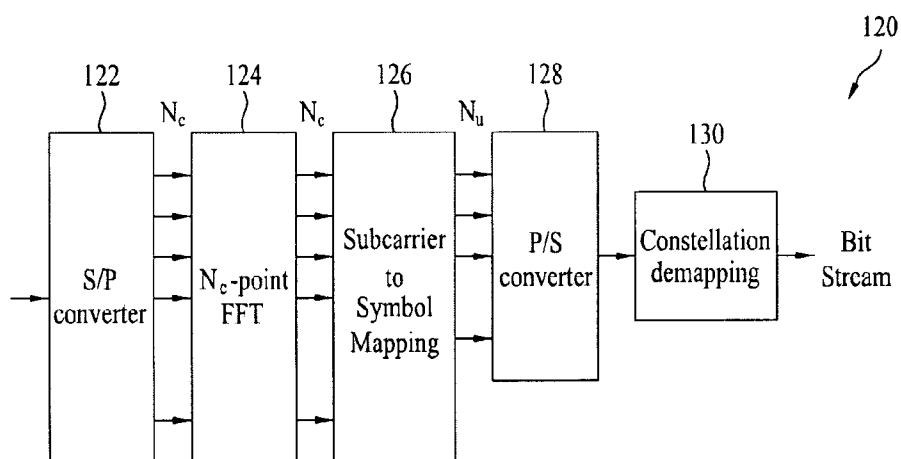 120
122
124
126
128
130
N_c
N_c
N_u
S/P
converter
N_c-point
FFT
Subcarrier
to
Symbol
Mapping
P/S
converter
Constellation
demapping
Bit
Stream